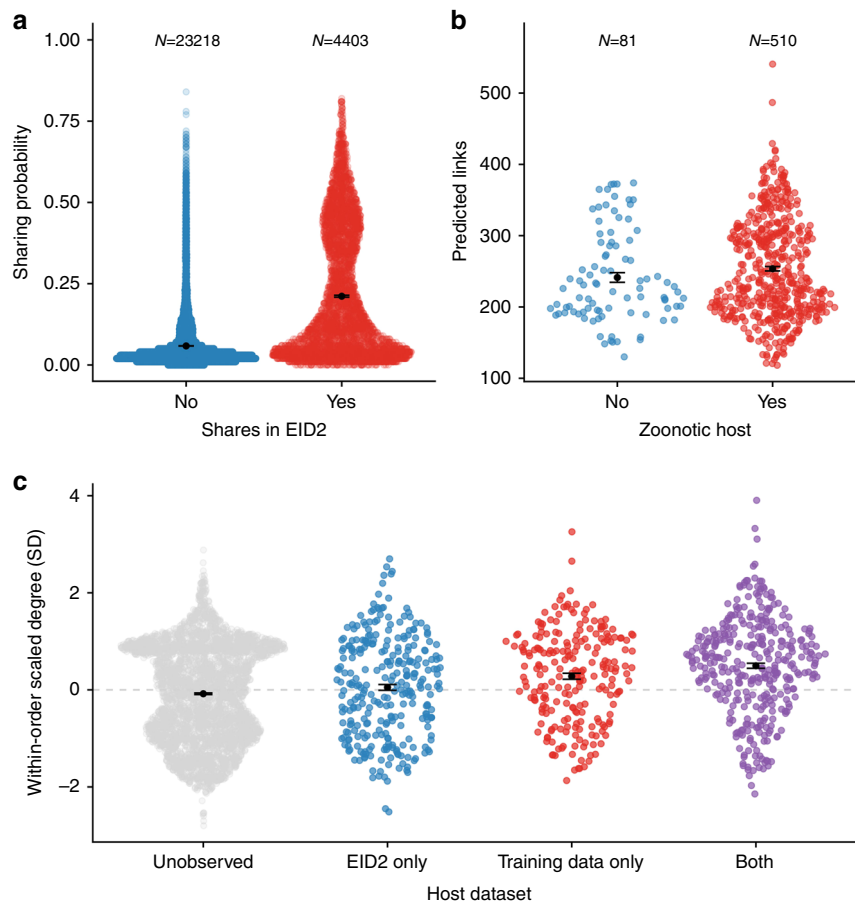 a
N=23218
N=4403
1.00
0.75
0.50
0.25
0.00
Sharing probability
No
Yes
Shares in EID2
b
N=81
N=510
500
400
300
200
100
Predicted links
No
Yes
Zoonotic host
c
4
2
0
−2
Within-order scaled degree (SD)
Unobserved
EID2 only
Training data only
Both
Host dataset